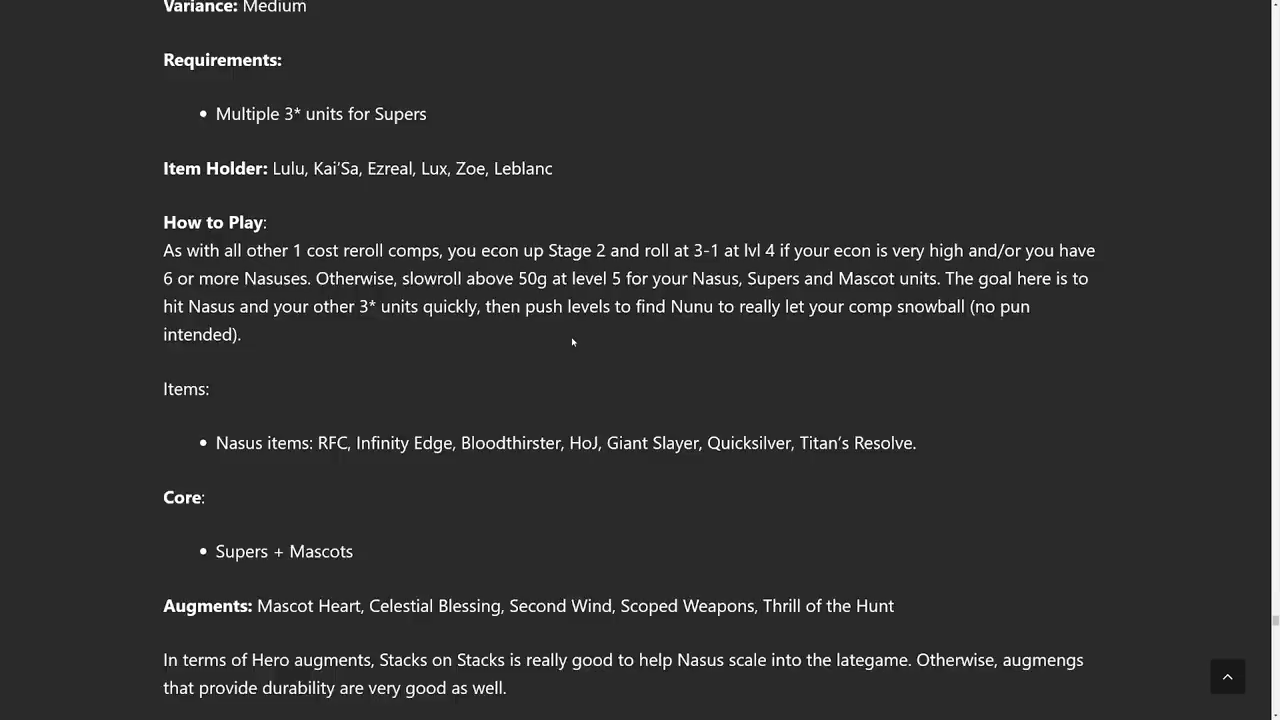 Variance: Medium
Requirements:
• Multiple 3* units for Supers
Item Holder: Lulu, Kai'Sa, Ezreal, Lux, Zoe, Leblanc
How to Play:
As with all other 1 cost reroll comps, you econ up Stage 2 and roll at 3-1 at lvl 4 if your econ is very high and/or you have
6 or more Nasuses. Otherwise, slowroll above 50g at level 5 for your Nasus, Supers and Mascot units. The goal here is to
hit Nasus and your other 3* units quickly, then push levels to find Nunu to really let your comp snowball (no pun
intended).
Items:
• Nasus items: RFC, Infinity Edge, Bloodthirster, HoJ, Giant Slayer, Quicksilver, Titan's Resolve.
Core:
• Supers + Mascots
Augments: Mascot Heart, Celestial Blessing, Second Wind, Scoped Weapons, Thrill of the Hunt
In terms of Hero augments, Stacks on Stacks is really good to help Nasus scale into the lategame. Otherwise, augmengs
that provide durability are very good as well.